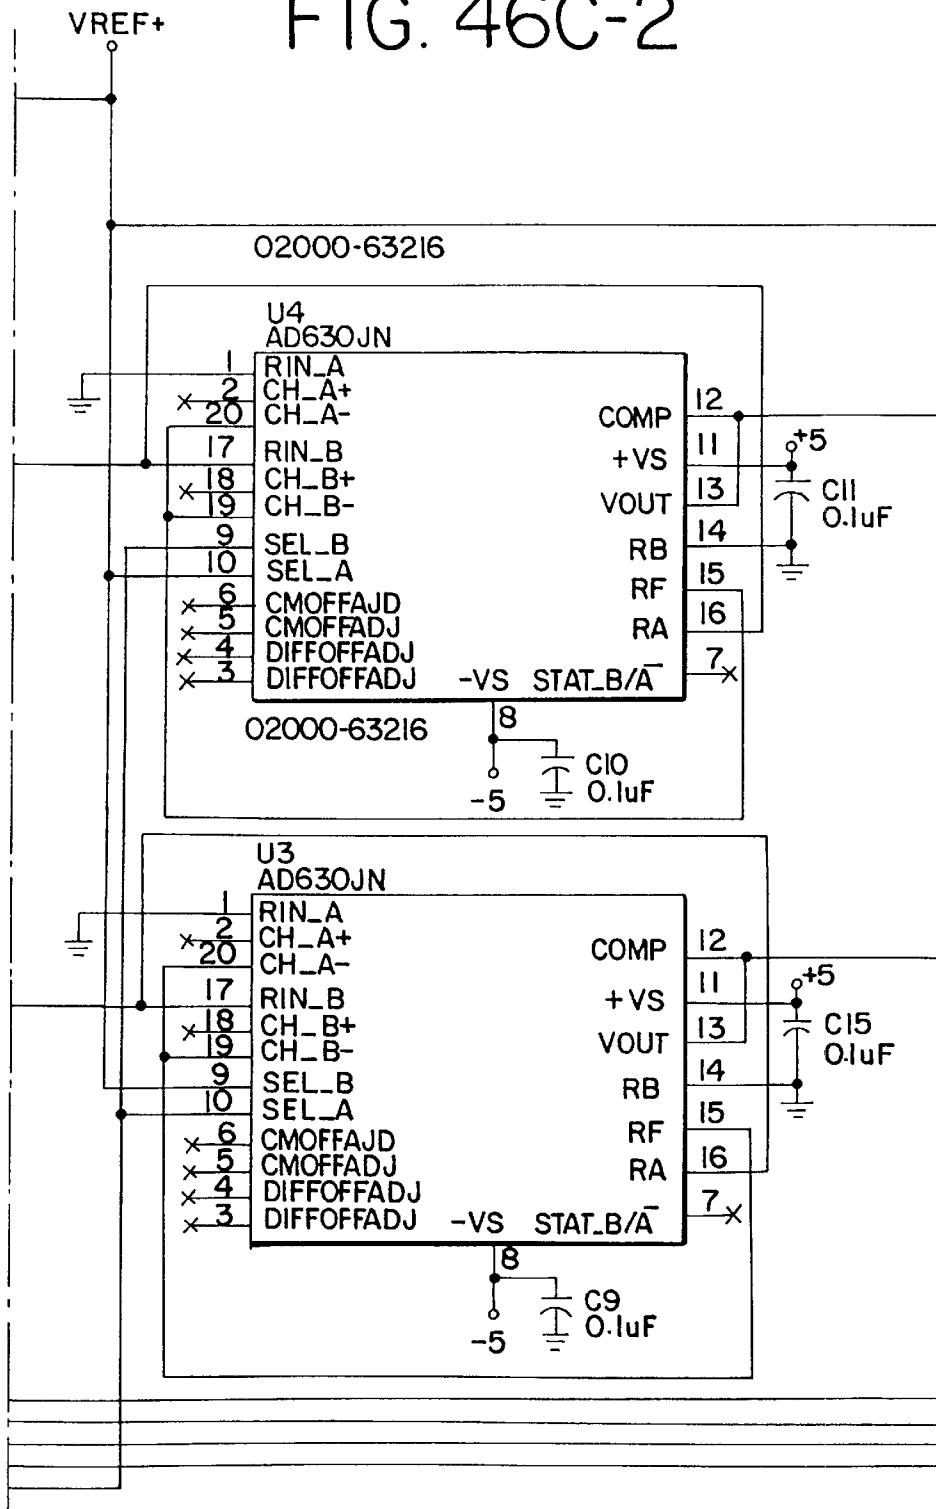 FIG. 46C-2
VREF+
02000-63216
U4
AD630JN
1 RIN_A
2 CH_A+
20 CH_A-
17 RIN_B
18 CH_B+
19 CH_B-
9 SEL_B
10 SEL_A
6 CMOFFAJD
5 CMOFFADJ
4 DIFFOFFADJ
3 DIFFOFFADJ
COMP 12
+VS 11
VOUT 13
RB 14
RF 15
RA 16
STAT_B/A̅ 7
-VS
8
+5
C11
0.1uF
02000-63216
-5
C10
0.1uF
U3
AD630JN
1 RIN_A
2 CH_A+
20 CH_A-
17 RIN_B
18 CH_B+
19 CH_B-
9 SEL_B
10 SEL_A
6 CMOFFAJD
5 CMOFFADJ
4 DIFFOFFADJ
3 DIFFOFFADJ
COMP 12
+VS 11
VOUT 13
RB 14
RF 15
RA 16
STAT_B/A̅ 7
-VS
8
+5
C15
0.1uF
-5
C9
0.1uF